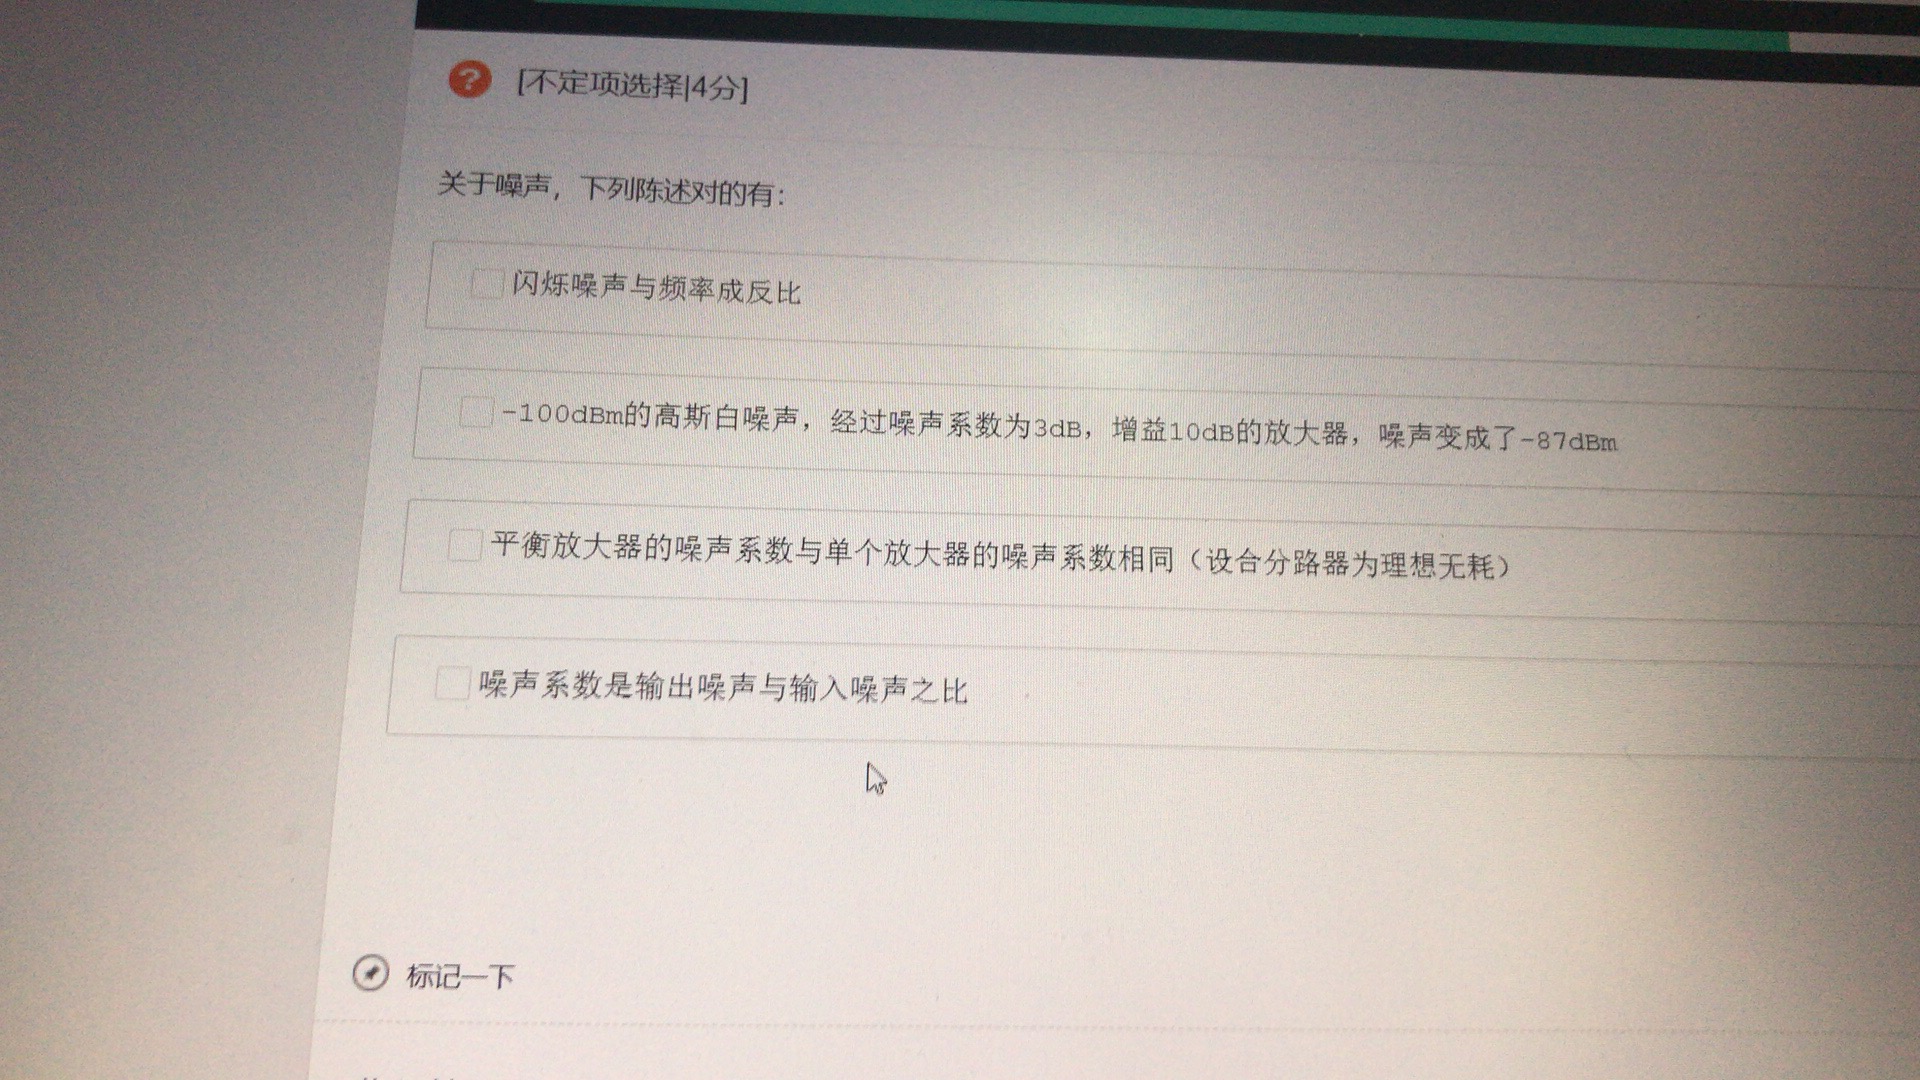 [不定项选择|4分]
关于噪声，下列陈述对的有：
闪烁噪声与频率成反比
-100dBm的高斯白噪声，经过噪声系数为3dB，增益10dB的放大器，噪声变成了-87dBm
平衡放大器的噪声系数与单个放大器的噪声系数相同（设合分路器为理想无耗）
噪声系数是输出噪声与输入噪声之比
标记一下